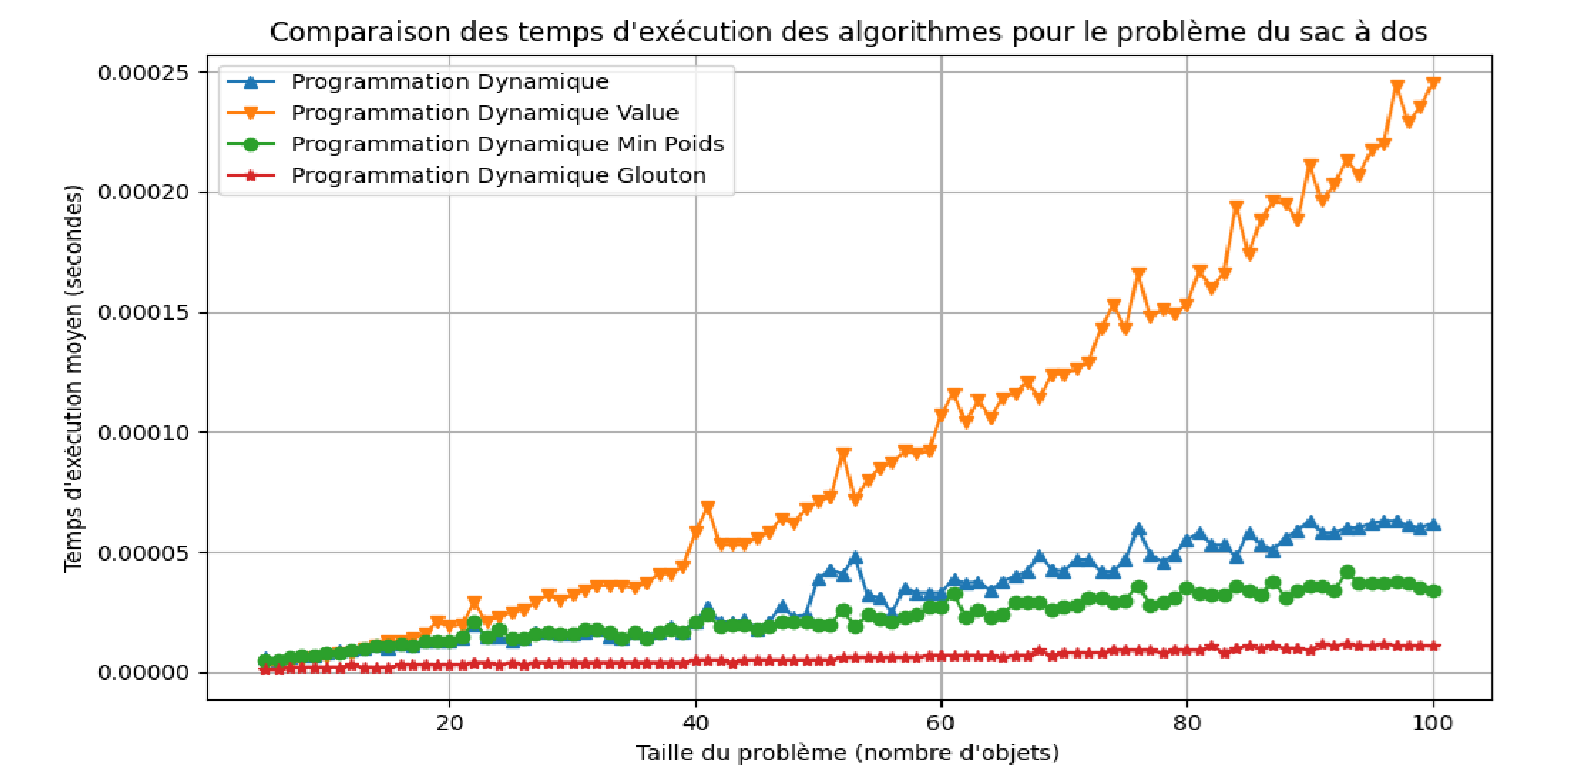 Comparaison des temps d'exécution des algorithmes pour le problème du sac à dos
Temps d'exécution moyen (secondes)
0.00025
0.00020
0.00015
0.00010
0.00005
0.00000
Programmation Dynamique
Programmation Dynamique Value
Programmation Dynamique Min Poids
Programmation Dynamique Glouton
20 40 60 80 100
Taille du problème (nombre d'objets)